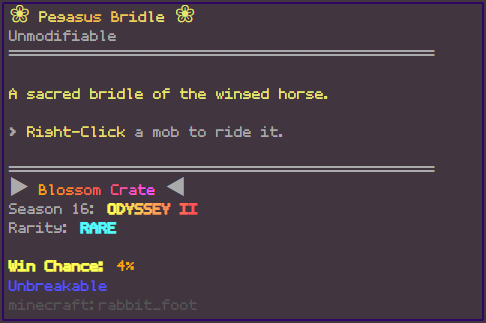 ❀ Pegasus Bridle ❀
Unmodifiable
A sacred bridle of the winged horse.
> Right-Click a mob to ride it.
▶ Blossom Crate ◀
Season 16: ODYSSEY II
Rarity: RARE
Win Chance: 4%
Unbreakable
minecraft:rabbit_foot